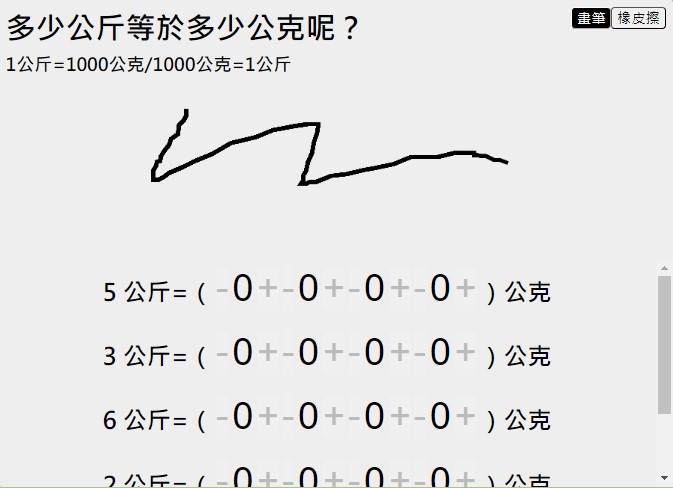 多少公斤等於多少公克呢？
畫筆 橡皮擦
1公斤=1000公克/1000公克=1公斤
5 公斤= ( -0+-0+-0+-0+ ) 公克
3 公斤= ( -0+-0+-0+-0+ ) 公克
6 公斤= ( -0+-0+-0+-0+ ) 公克
2 公斤= ( -0+-0+-0+-0+ ) 公克